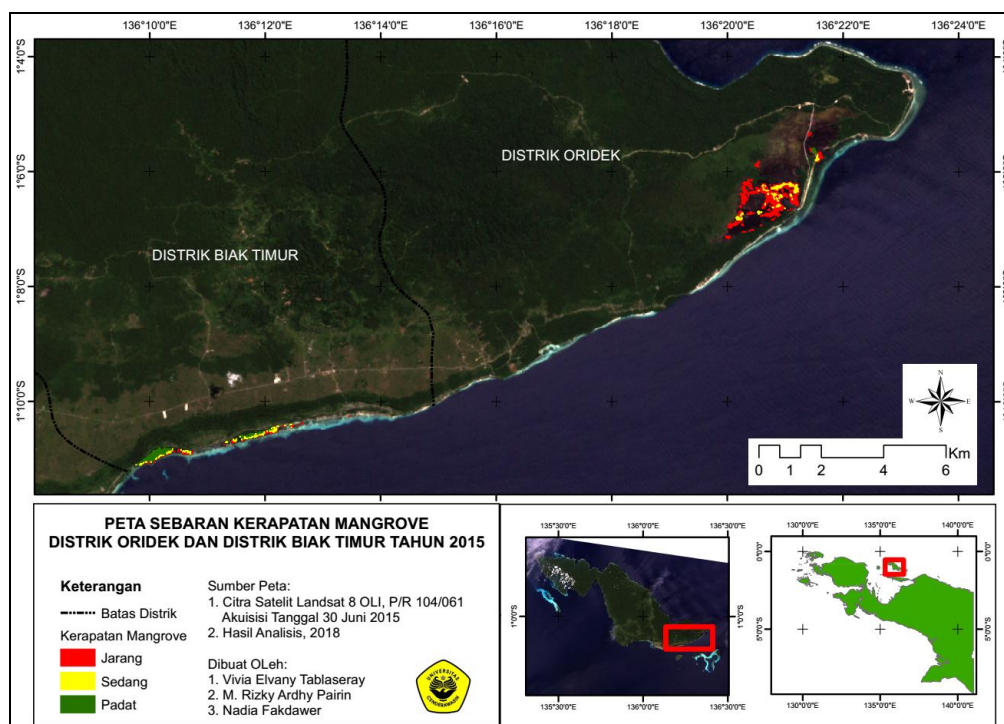 136°10'0"E 136°12'0"E 136°14'0"E 136°16'0"E 136°18'0"E 136°20'0"E 136°22'0"E 136°24'0"E
1°4'0"S
1°6'0"S
1°8'0"S
1°10'0"S
DISTRIK ORIDEK
DISTRIK BIAK TIMUR
N
W E
S
0 1 2 4 6
Km
PETA SEBARAN KERAPATAN MANGROVE
DISTRIK ORIDEK DAN DISTRIK BIAK TIMUR TAHUN 2015
Keterangan
Batas Distrik
Kerapatan Mangrove
Jarang
Sedang
Padat
Sumber Peta:
1. Citra Satelit Landsat 8 OLI, P/R 104/061
Akuisisi Tanggal 30 Juni 2015
2. Hasil Analisis, 2018
Dibuat OLeh:
1. Vivia Elvany Tablaseray
2. M. Rizky Ardhy Pairin
3. Nadia Fakdawer
UNIVERSITAS
CENDERAWASIH
135°30'0"E 136°0'0"E 136°30'0"E
1°0'0"S
130°0'0"E 135°0'0"E 140°0'0"E
0°0'0"
5°0'0"S